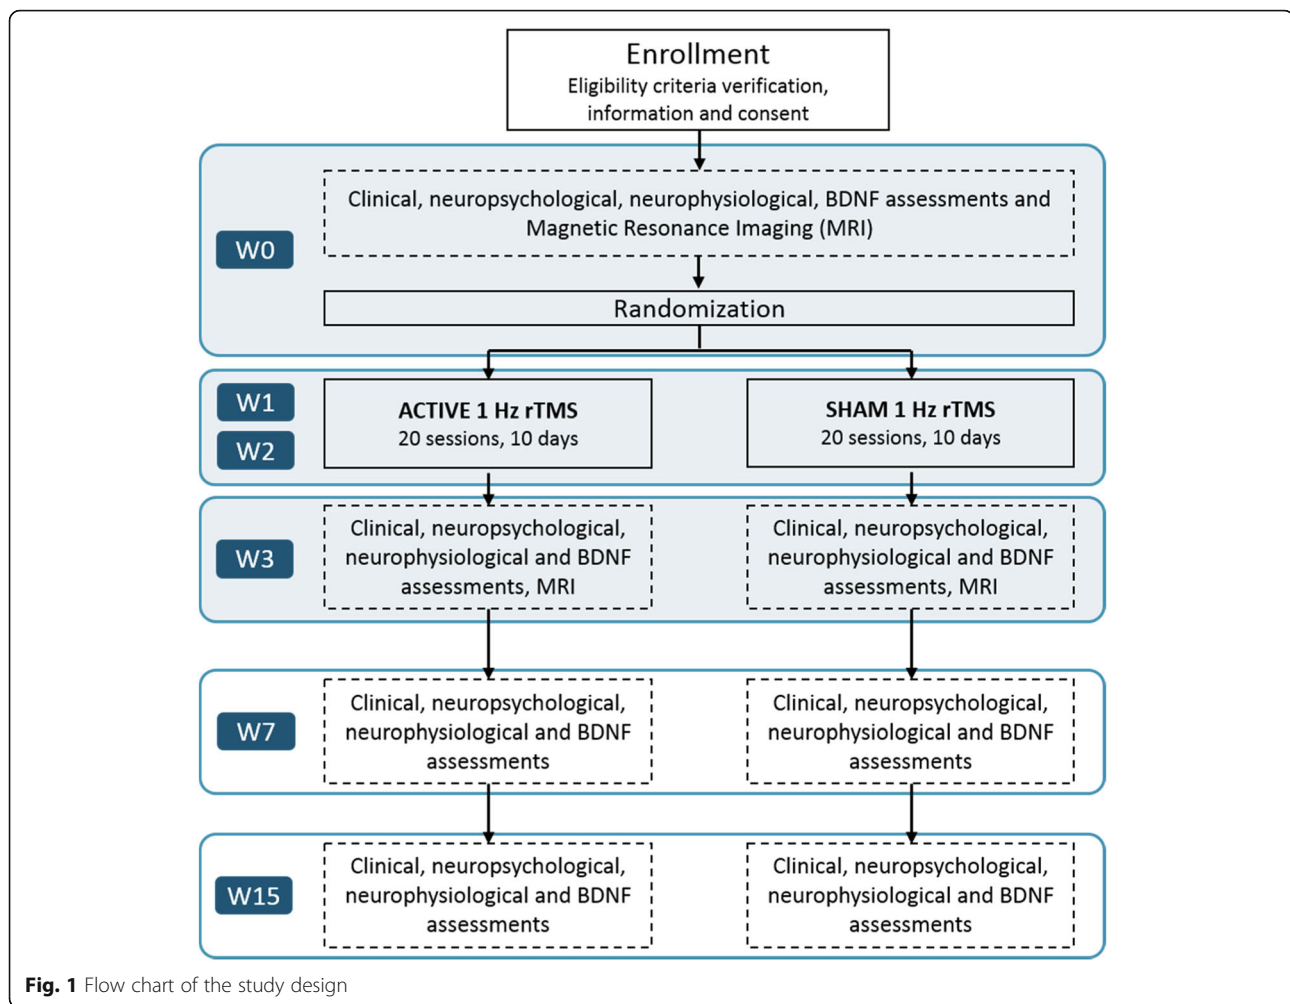 Enrollment
Eligibility criteria verification,
information and consent
W0
Clinical, neuropsychological, neurophysiological, BDNF assessments and
Magnetic Resonance Imaging (MRI)
Randomization
W1
W2
ACTIVE 1 Hz rTMS
20 sessions, 10 days
SHAM 1 Hz rTMS
20 sessions, 10 days
W3
Clinical, neuropsychological,
neurophysiological and BDNF
assessments, MRI
Clinical, neuropsychological,
neurophysiological and BDNF
assessments, MRI
W7
Clinical, neuropsychological,
neurophysiological and BDNF
assessments
Clinical, neuropsychological,
neurophysiological and BDNF
assessments
W15
Clinical, neuropsychological,
neurophysiological and BDNF
assessments
Clinical, neuropsychological,
neurophysiological and BDNF
assessments
Fig. 1 Flow chart of the study design